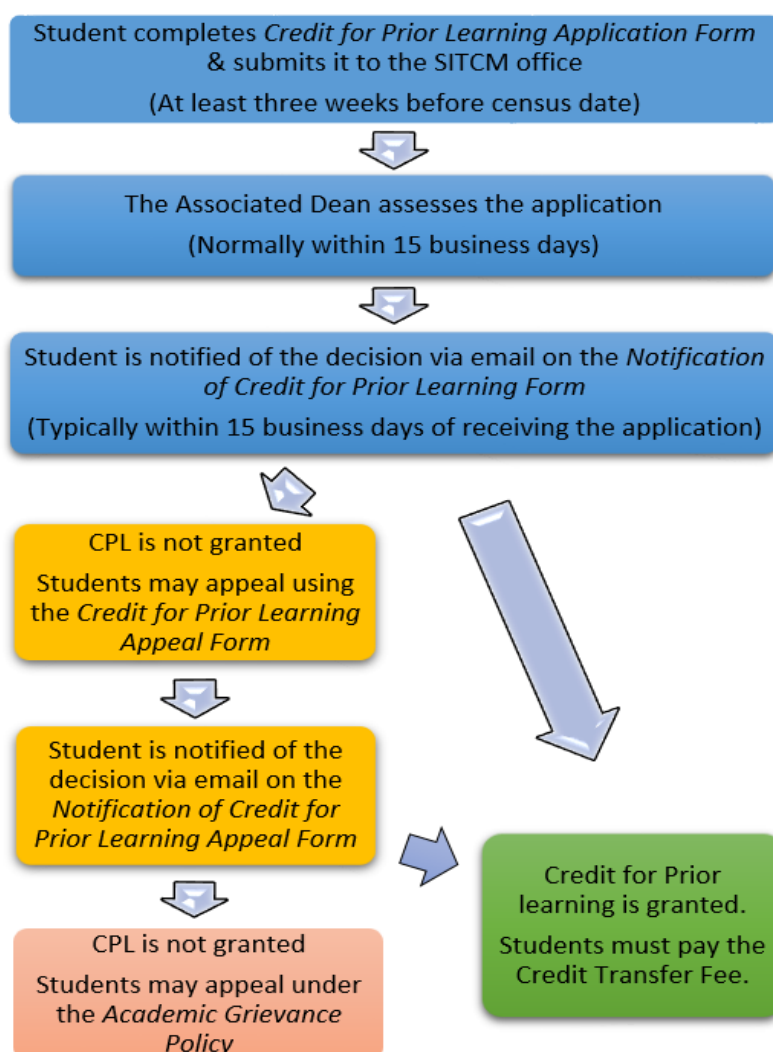 Student completes Credit for Prior Learning Application Form
& submits it to the SITCM office
(At least three weeks before census date)
The Associated Dean assesses the application
(Normally within 15 business days)
Student is notified of the decision via email on the Notification
of Credit for Prior Learning Form
(Typically within 15 business days of receiving the application)
CPL is not granted
Students may appeal using
the Credit for Prior Learning
Appeal Form
Student is notified of the
decision via email on the
Notification of Credit for
Prior Learning Appeal Form
Credit for Prior
learning is granted.
Students must pay the
Credit Transfer Fee.
CPL is not granted
Students may appeal under
the Academic Grievance
Policy